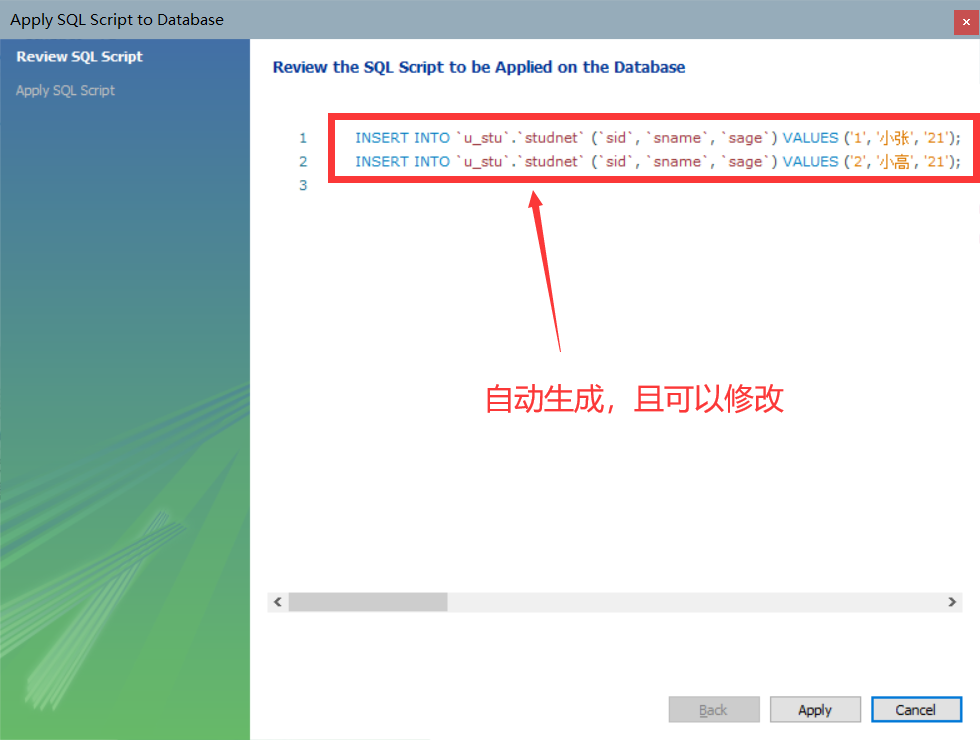 Apply SQL Script to Database
Review SQL Script
Apply SQL Script
Review the SQL Script to be Applied on the Database
1 INSERT INTO `u_stu`.`studnet` (`sid`, `sname`, `sage`) VALUES ('1', '小张', '21');
2 INSERT INTO `u_stu`.`studnet` (`sid`, `sname`, `sage`) VALUES ('2', '小高', '21');
3
自动生成，且可以修改
Back Apply Cancel